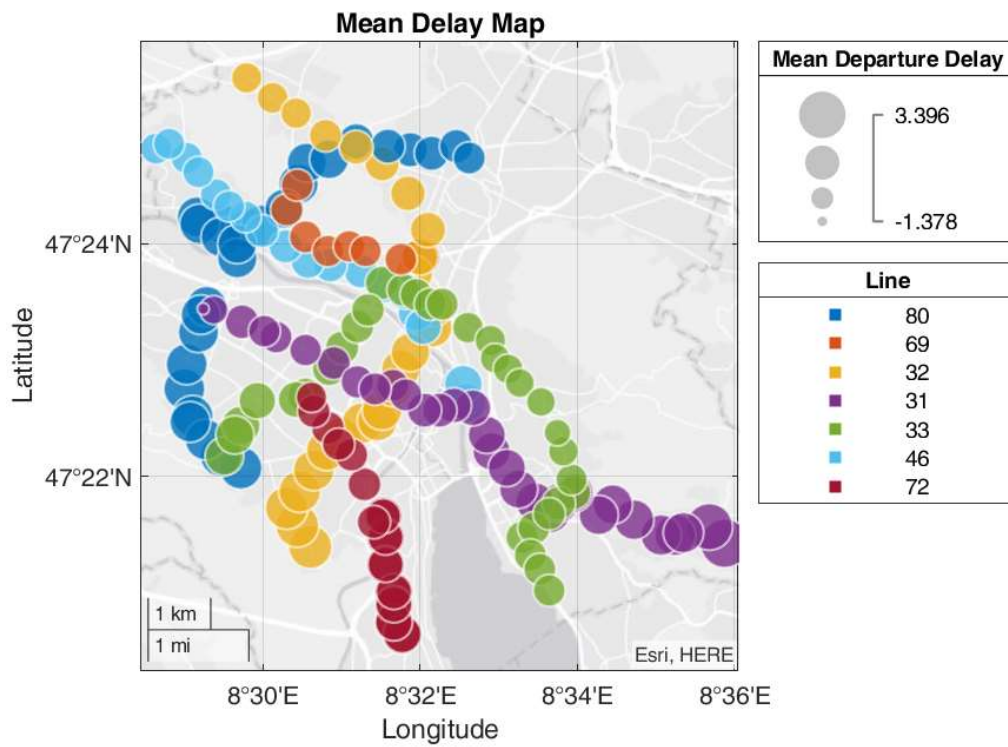 Mean Delay Map
Mean Departure Delay
3.396
-1.378
Line
80
69
32
31
33
46
72
47°24'N
47°22'N
Latitude
1 km
1 mi
Esri, HERE
8°30'E
8°32'E
8°34'E
8°36'E
Longitude